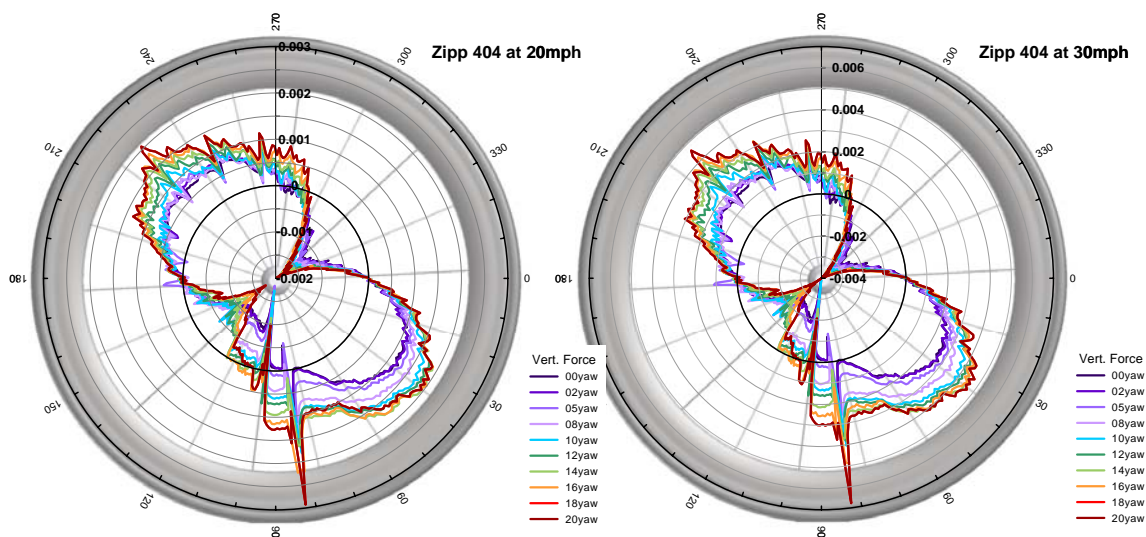 270
240
300
210
330
180
0
150
30
120
60
90
Zipp 404 at 20mph
0.003
0.002
0.001
-0.001
-0.002
Vert. Force
00yaw
02yaw
05yaw
08yaw
10yaw
12yaw
14yaw
16yaw
18yaw
20yaw
270
240
300
210
330
180
0
150
30
120
60
90
Zipp 404 at 30mph
0.006
0.004
0.002
0
-0.002
-0.004
Vert. Force
00yaw
02yaw
05yaw
08yaw
10yaw
12yaw
14yaw
16yaw
18yaw
20yaw